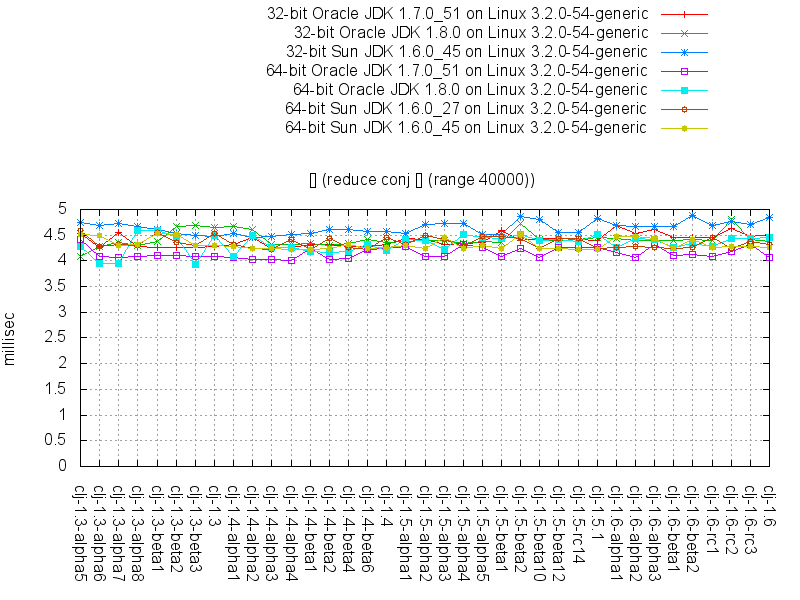 32-bit Oracle JDK 1.7.0_51 on Linux 3.2.0-54-generic
32-bit Oracle JDK 1.8.0 on Linux 3.2.0-54-generic
32-bit Sun JDK 1.6.0_45 on Linux 3.2.0-54-generic
64-bit Oracle JDK 1.7.0_51 on Linux 3.2.0-54-generic
64-bit Oracle JDK 1.8.0 on Linux 3.2.0-54-generic
64-bit Sun JDK 1.6.0_27 on Linux 3.2.0-54-generic
64-bit Sun JDK 1.6.0_45 on Linux 3.2.0-54-generic
[] (reduce conj [] (range 40000))
5
4.5
4
3.5
3
2.5
2
1.5
1
0.5
0
millisec
clj-1.3-alpha5
clj-1.3-alpha6
clj-1.3-alpha7
clj-1.3-alpha8
clj-1.3-beta1
clj-1.3-beta2
clj-1.3-beta3
clj-1.3
clj-1.4-alpha1
clj-1.4-alpha2
clj-1.4-alpha3
clj-1.4-alpha4
clj-1.4-beta1
clj-1.4-beta2
clj-1.4-beta4
clj-1.4-beta6
clj-1.4
clj-1.5-alpha1
clj-1.5-alpha2
clj-1.5-alpha3
clj-1.5-alpha4
clj-1.5-alpha5
clj-1.5-beta1
clj-1.5-beta2
clj-1.5-beta10
clj-1.5-beta12
clj-1.5-rc14
clj-1.5.1
clj-1.6-alpha1
clj-1.6-alpha2
clj-1.6-alpha3
clj-1.6-beta1
clj-1.6-beta2
clj-1.6-rc1
clj-1.6-rc2
clj-1.6-rc3
clj-1.6